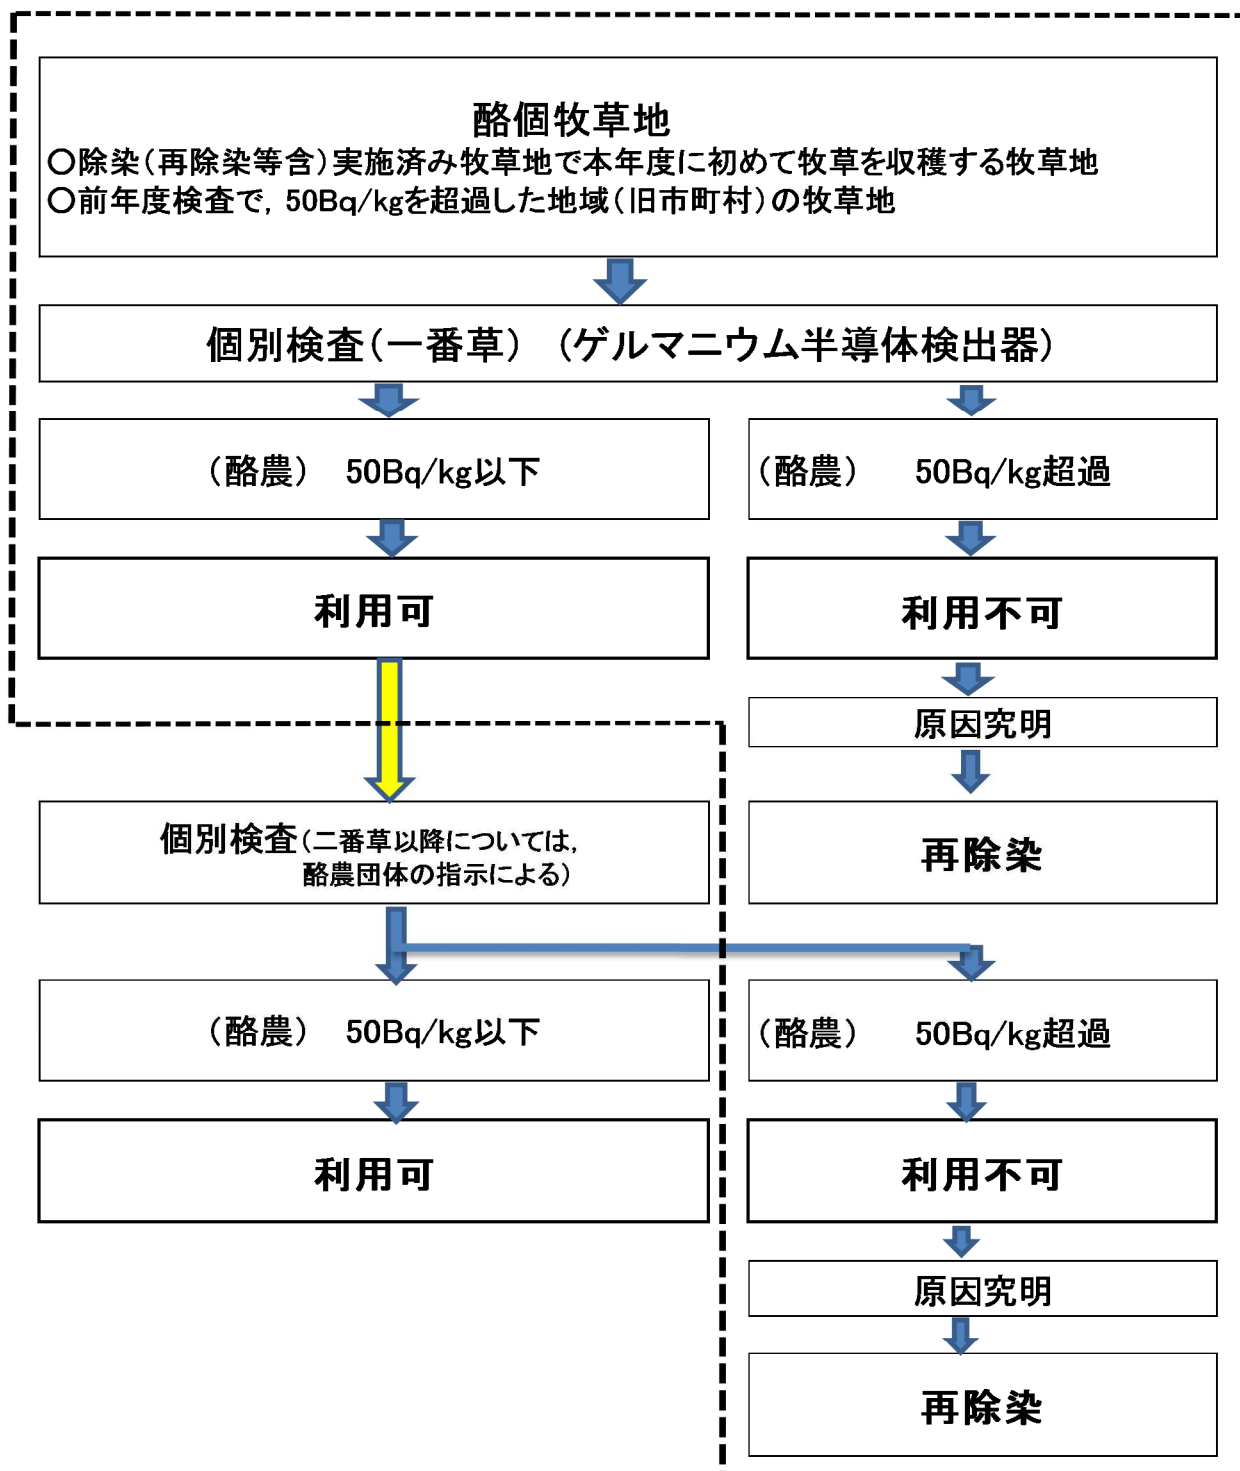 酪個牧草地
○除染(再除染等含)実施済み牧草地で本年度に初めて牧草を収穫する牧草地
○前年度検査で，50Bq/kgを超過した地域(旧市町村)の牧草地
個別検査(一番草) (ゲルマニウム半導体検出器)
(酪農) 50Bq/kg以下
(酪農) 50Bq/kg超過
利用可
利用不可
原因究明
個別検査(二番草以降については，
酪農団体の指示による)
再除染
(酪農) 50Bq/kg以下
(酪農) 50Bq/kg超過
利用可
利用不可
原因究明
再除染